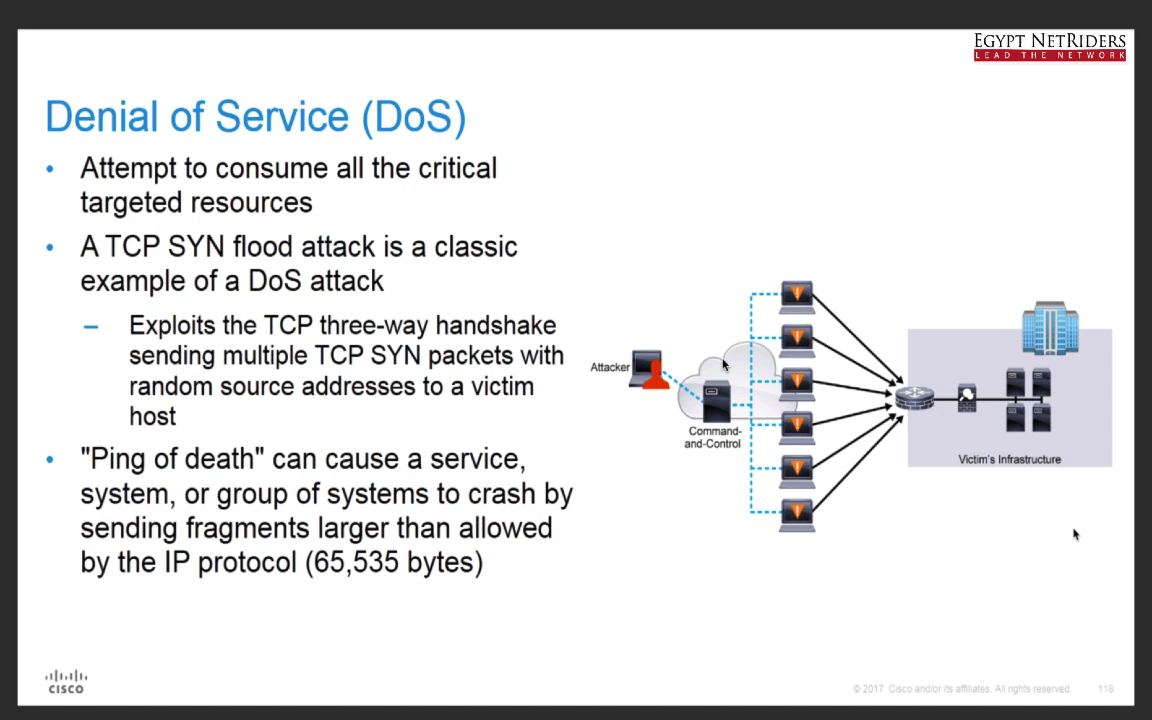 EGYPT NETRIDERS
LEAD THE NETWORK
Denial of Service (DoS)
• Attempt to consume all the critical
targeted resources
• A TCP SYN flood attack is a classic
example of a DoS attack
– Exploits the TCP three-way handshake
sending multiple TCP SYN packets with
random source addresses to a victim
host
• "Ping of death" can cause a service,
system, or group of systems to crash by
sending fragments larger than allowed
by the IP protocol (65,535 bytes)
Attacker
Command-
and-Control
Victim's Infrastructure
CISCO
© 2017 Cisco and/or its affiliates. All rights reserved. 118